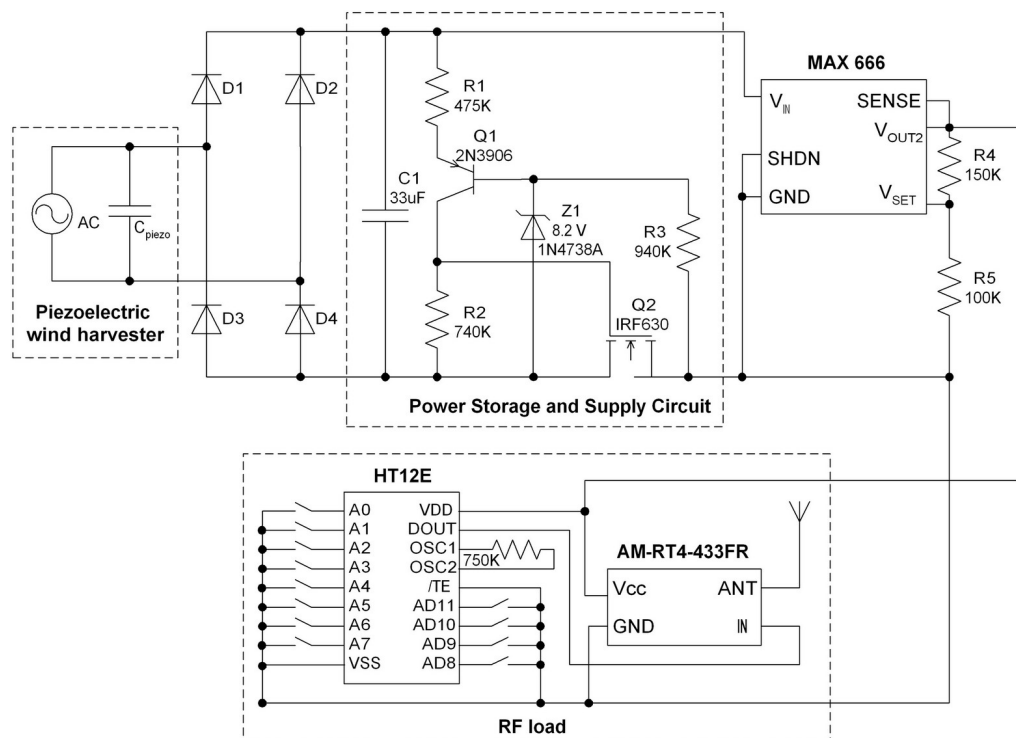 MAX 666
D1
D2
R1
475K
V_IN
SENSE
V_OUT2
SHDN
R4
150K
Q1
2N3906
C1
33uF
GND
V_SET
AC
C_piezo
Z1
8.2 V
1N4738A
R3
940K
R5
100K
Piezoelectric
wind harvester
D3
D4
R2
740K
Q2
IRF630
Power Storage and Supply Circuit
HT12E
A0
VDD
A1
DOUT
A2
OSC1
750K
A3
OSC2
A4
/TE
A5
AD11
A6
AD10
A7
AD9
VSS
AD8
AM-RT4-433FR
Vcc
ANT
GND
IN
RF load